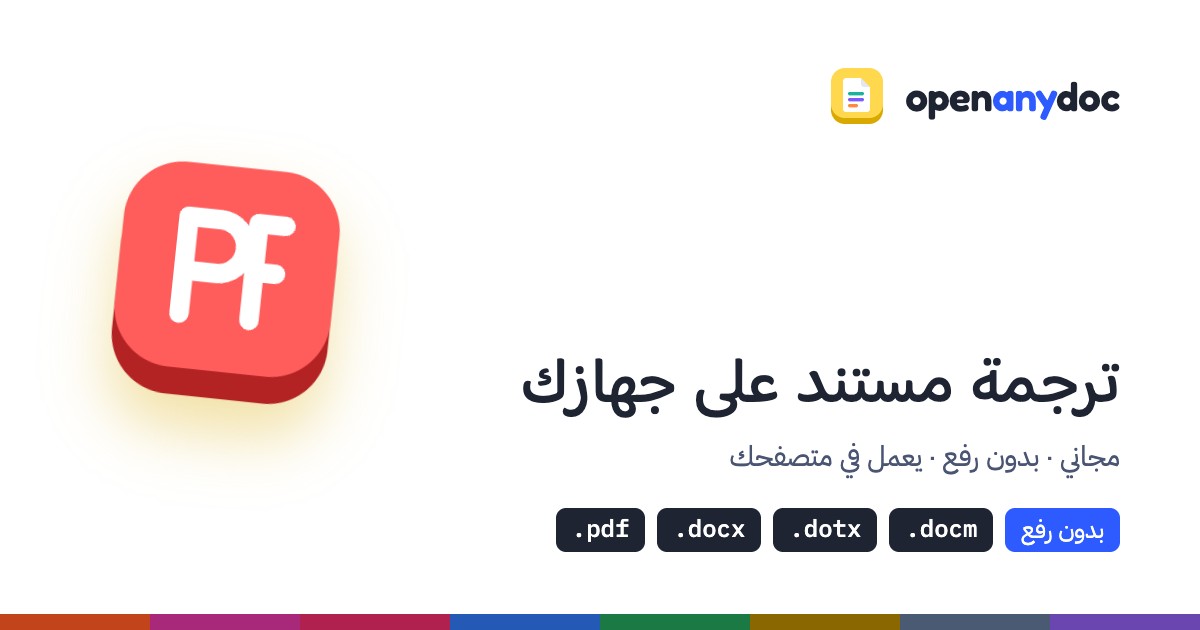 openanydoc
Pf
ترجمة مستند على جهازك
مجاني · بدون رفع · يعمل في متصفحك
بدون رفع .docm .dotx .docx .pdf